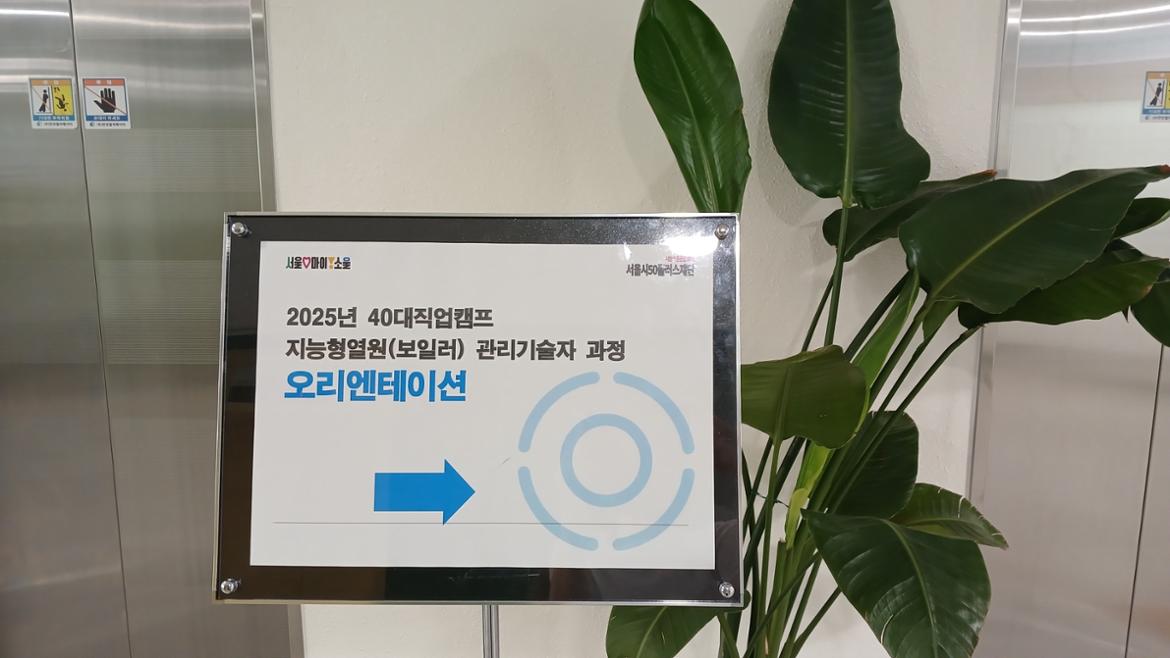 서울♡마이!소울
서울시50플러스재단
2025년 40대직업캠프
지능형열원(보일러) 관리기술자 과정
오리엔테이션